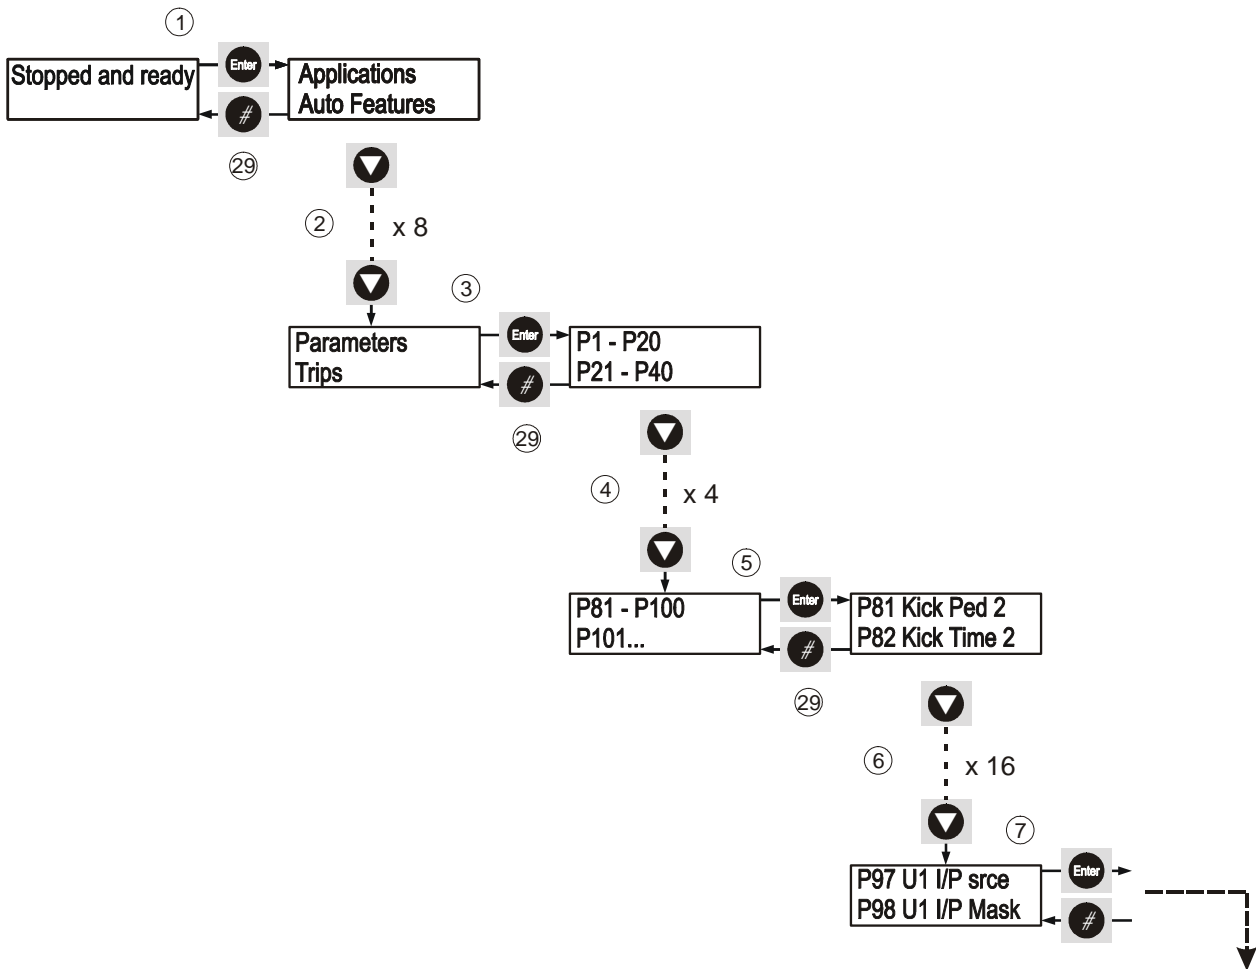 1
Stopped and ready
Enter
Applications
Auto Features
#
29
2
x 8
3
Parameters
Trips
Enter
P1 - P20
P21 - P40
#
29
4
x 4
5
P81 - P100
P101...
Enter
P81 Kick Ped 2
P82 Kick Time 2
#
29
6
x 16
7
P97 U1 I/P srce
P98 U1 I/P Mask
Enter
#